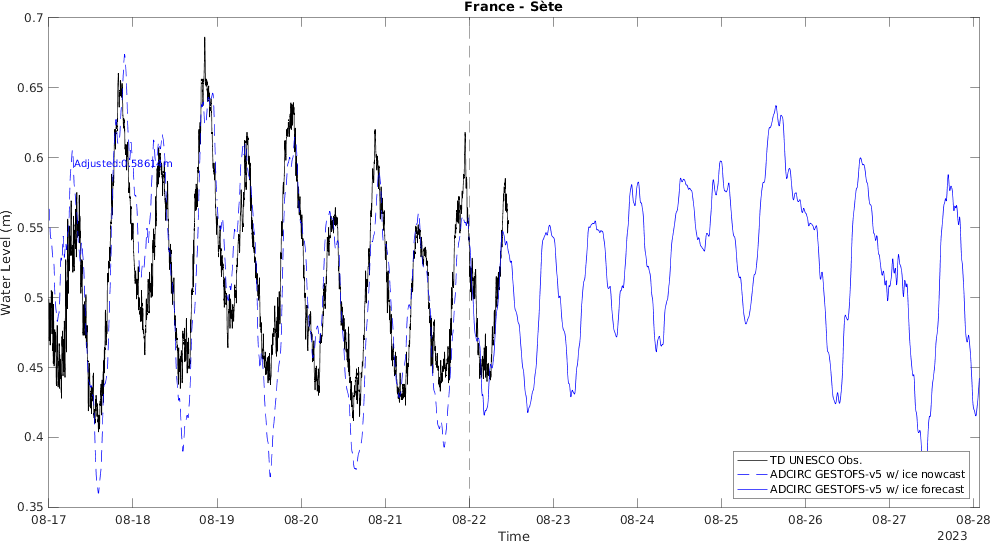 France - Sète
0.7
0.65
0.6
0.55
0.5
0.45
0.4
0.35
Water Level (m)
Adjusted:0.5861 m
TD UNESCO Obs.
ADCIRC GESTOFS-v5 w/ ice nowcast
ADCIRC GESTOFS-v5 w/ ice forecast
08-17 08-18 08-19 08-20 08-21 08-22 08-23 08-24 08-25 08-26 08-27 08-28
Time
2023